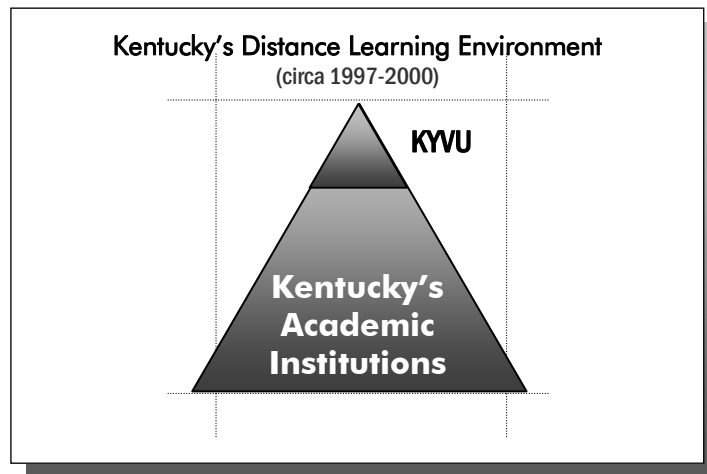 Kentucky's Distance Learning Environment
(circa 1997-2000)
KYVU
Kentucky's
Academic
Institutions